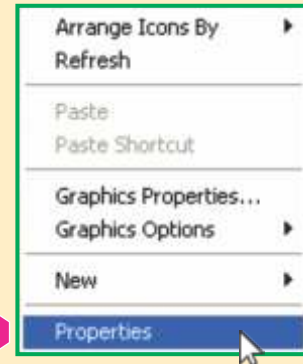 Arrange Icons By
Refresh
Paste
Paste Shortcut
Graphics Properties...
Graphics Options
New
Properties